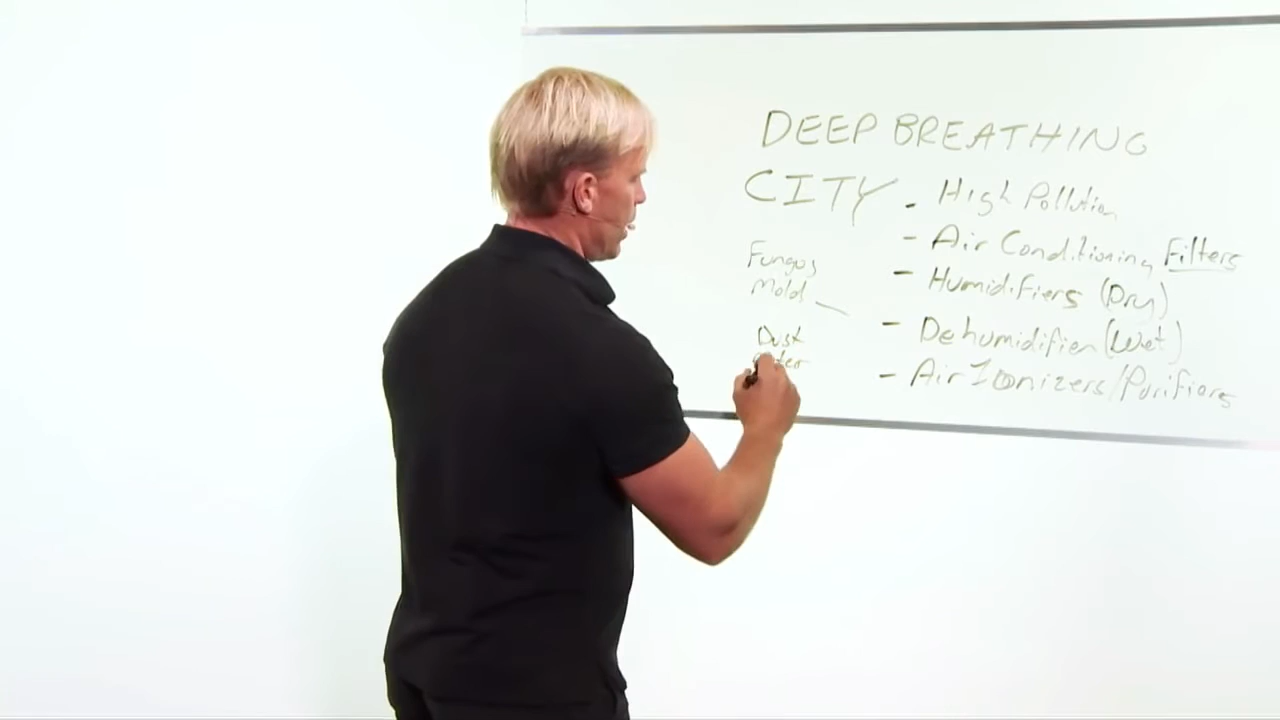 DEEP BREATHING
CITY
- High Pollution
- Air Conditioning Filters
- Humidifiers (Dry)
- Dehumidifier (Wet)
- Air Ionizers/Purifiers
Fungus
Mold
Dust